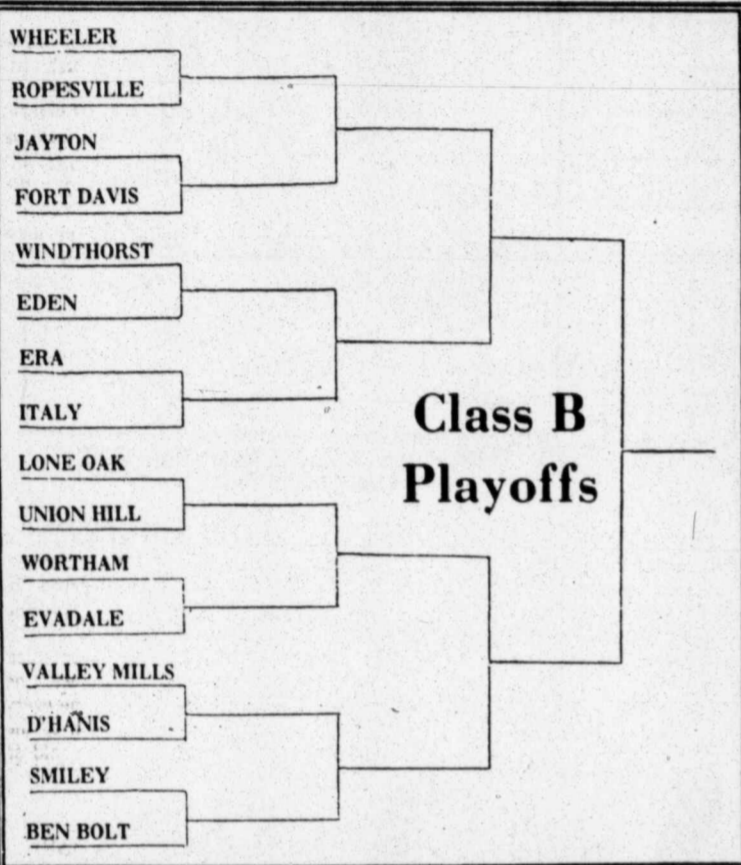 WHEELER
ROPESVILLE
JAYTON
FORT DAVIS
WINDTHORST
EDEN
ERA
ITALY
LONE OAK
UNION HILL
WORTHAM
EVADALE
VALLEY MILLS
D'HANIS
SMILEY
BEN BOLT
Class B
Playoffs